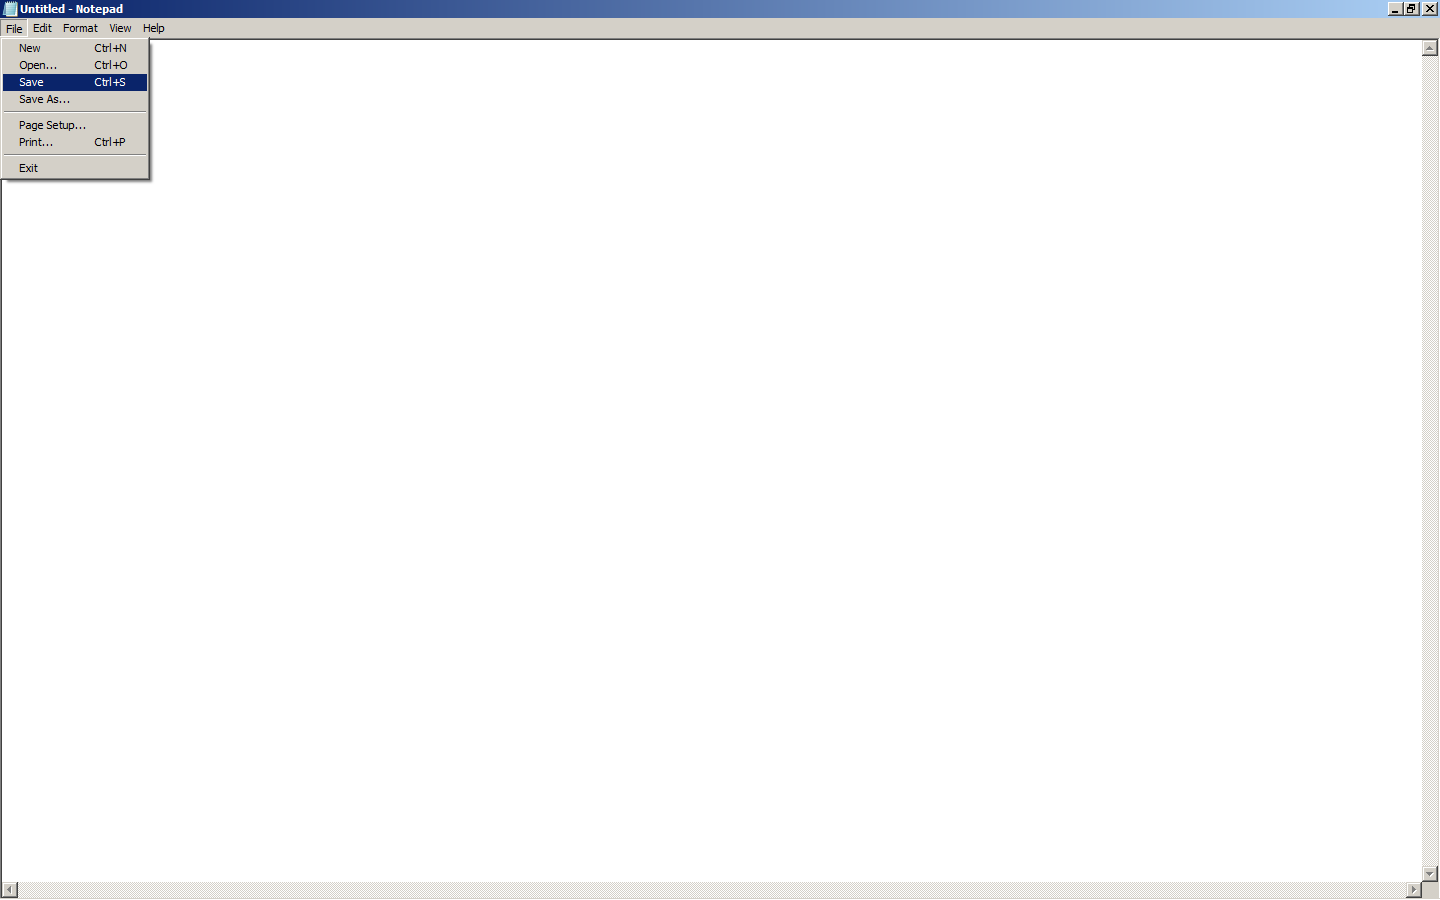 Untitled - Notepad
File Edit Format View Help
New Ctrl+N
Open... Ctrl+O
Save Ctrl+S
Save As...
Page Setup...
Print... Ctrl+P
Exit